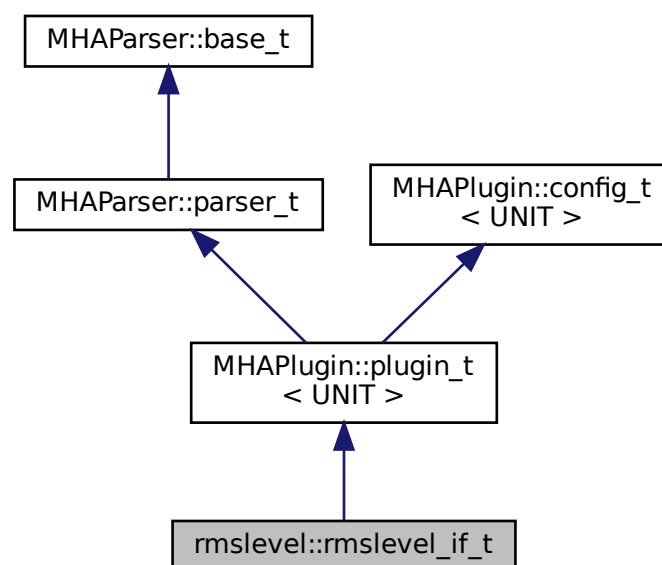 MHAParser::base_t
MHAParser::parser_t
MHAPlugin::config_t
< UNIT >
MHAPlugin::plugin_t
< UNIT >
rmslevel::rmslevel_if_t